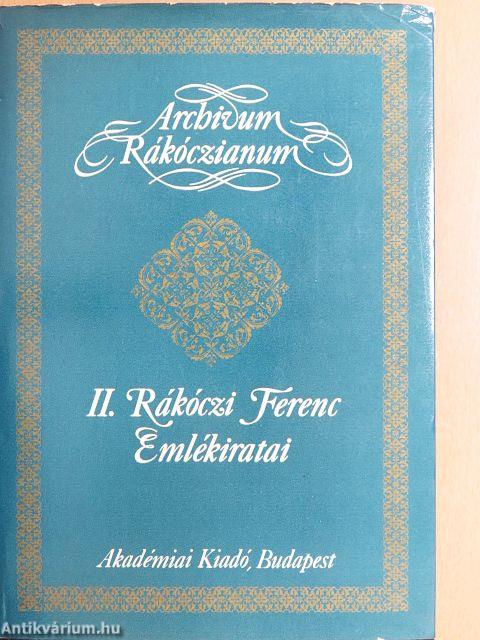 Archivum
Rákóczianum
II. Rákóczi Ferenc
Emlékiratai
Akadémiai Kiadó, Budapest
Antikvárium.hu